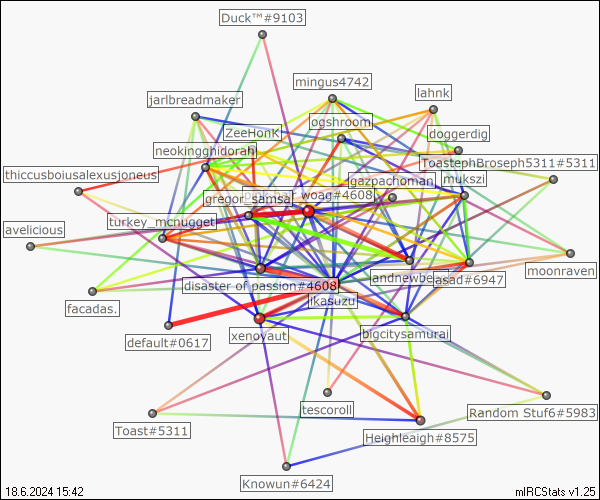 Duck™#9103
mingus4742
lahnk
jarlbreadmaker
ogshroom
ZeeHonK
doggerdig
neokingghidorah
ToastephBroseph5311#5311
thiccusboiusalexusjoneus
gazpachoman
mukszi
gregor_samsa
woag#4608
turkey_mcnugget
avelicious
moonraven
landnewbe
asad#6947
disaster of passion#4608
ikasuzu
facadas.
default#0617
xenoyaut
bigcitysamurai
tescoroll
Random Stuf6#5983
Toast#5311
Heighleaigh#8575
Knowun#6424
18.6.2024 15:42
mIRCStats v1.25